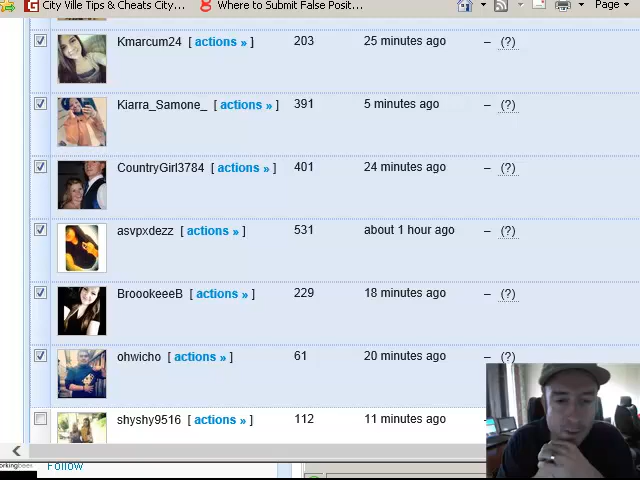 City Ville Tips & Cheats City... Where to Submit False Posit... Page
Kmarcum24 [ actions » ] 203 25 minutes ago – (?)
Kiarra_Samone_ [ actions » ] 391 5 minutes ago – (?)
CountryGirl3784 [ actions » ] 401 24 minutes ago – (?)
asvpxdezz [ actions » ] 531 about 1 hour ago – (?)
BroookeeeB [ actions » ] 229 18 minutes ago – (?)
ohwicho [ actions » ] 61 20 minutes ago – (?)
shyshy9516 [ actions » ] 112 11 minutes ago
Follow